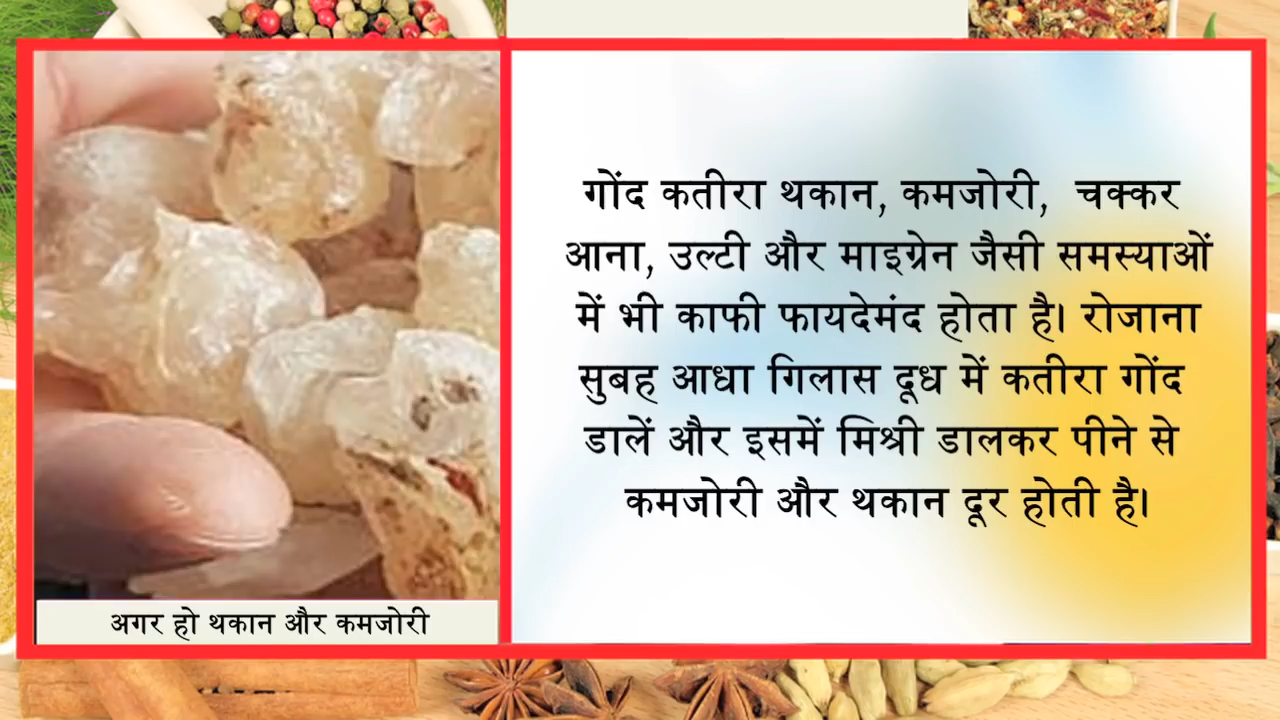 गोंद कतीरा थकान, कमजोरी, चक्कर
आना, उल्टी और माइग्रेन जैसी समस्याओं
में भी काफी फायदेमंद होता है। रोजाना
सुबह आधा गिलास दूध में कतीरा गोंद
डालें और इसमें मिश्री डालकर पीने से
कमजोरी और थकान दूर होती है।
अगर हो थकान और कमजोरी